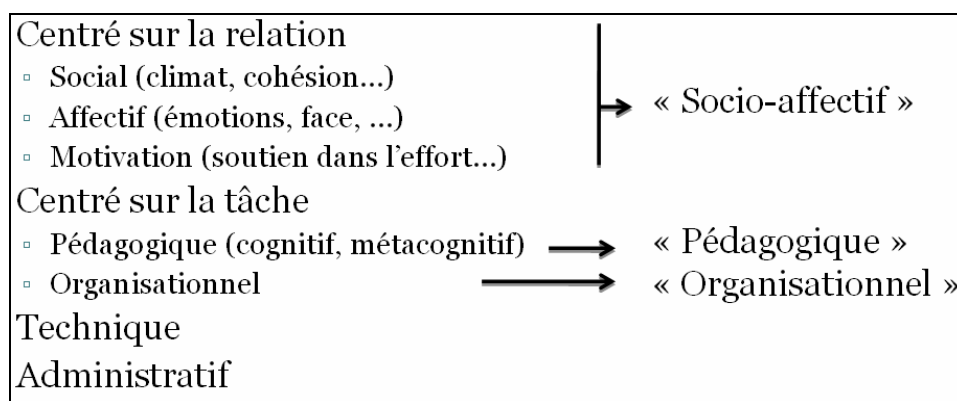 Centré sur la relation
▫ Social (climat, cohésion...)
▫ Affectif (émotions, face, ...)
▫ Motivation (soutien dans l'effort...)
« Socio-affectif »
Centré sur la tâche
▫ Pédagogique (cognitif, métacognitif)
« Pédagogique »
▫ Organisationnel
« Organisationnel »
Technique
Administratif